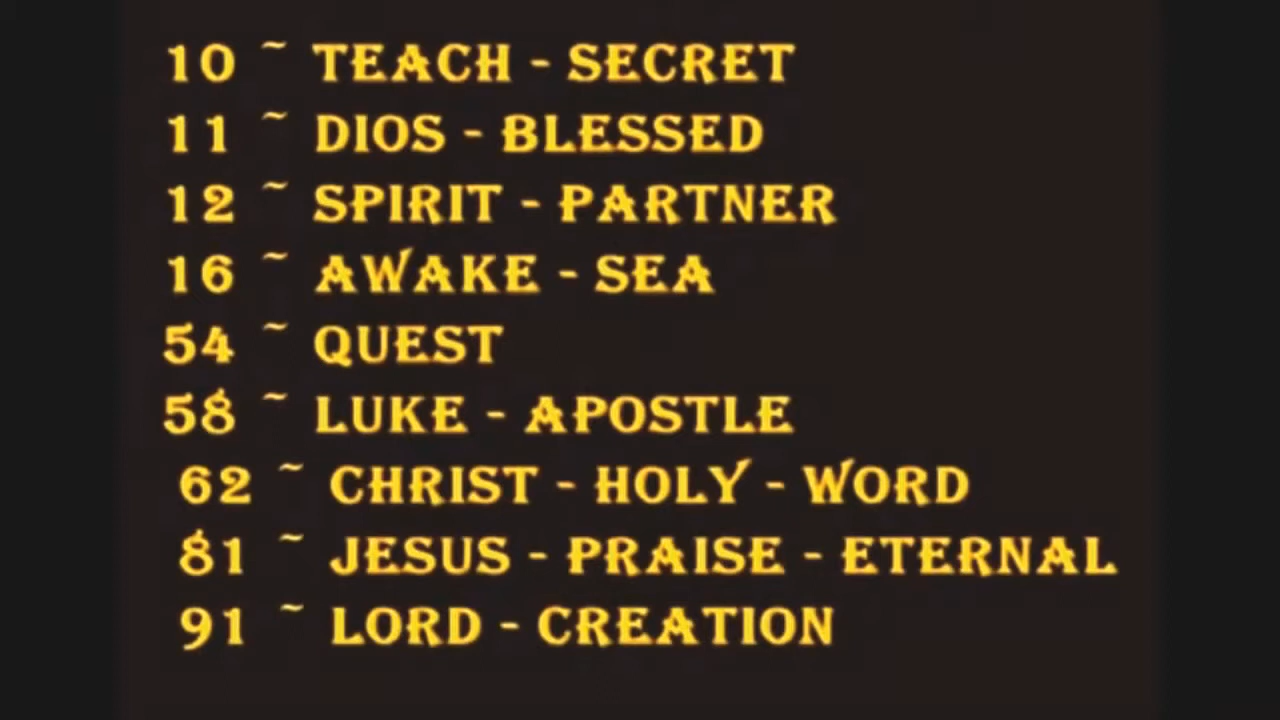 10 ~ TEACH - SECRET
11 ~ DIOS - BLESSED
12 ~ SPIRIT - PARTNER
16 ~ AWAKE - SEA
54 ~ QUEST
58 ~ LUKE - APOSTLE
62 ~ CHRIST - HOLY - WORD
81 ~ JESUS - PRAISE - ETERNAL
91 ~ LORD - CREATION